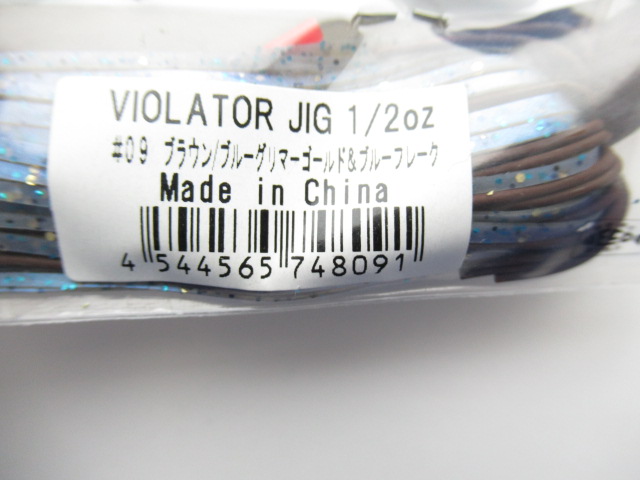 VIOLATOR JIG 1/2oz
#09 ブラウン/ブルーグリマーゴールド&ブルーフレーク
Made in China
4 544565 748091